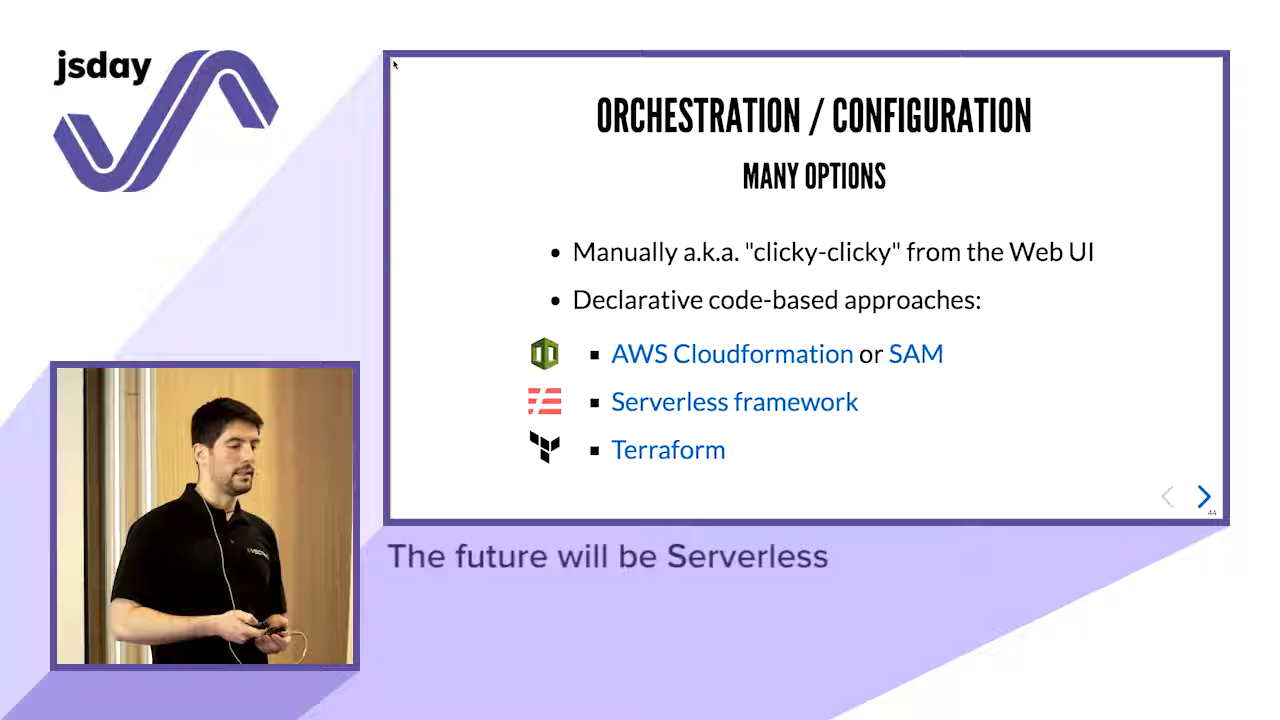 jsday
ORCHESTRATION / CONFIGURATION
MANY OPTIONS
Manually a.k.a. "clicky-clicky" from the Web UI
Declarative code-based approaches:
AWS Cloudformation or SAM
Serverless framework
Terraform
44
The future will be Serverless